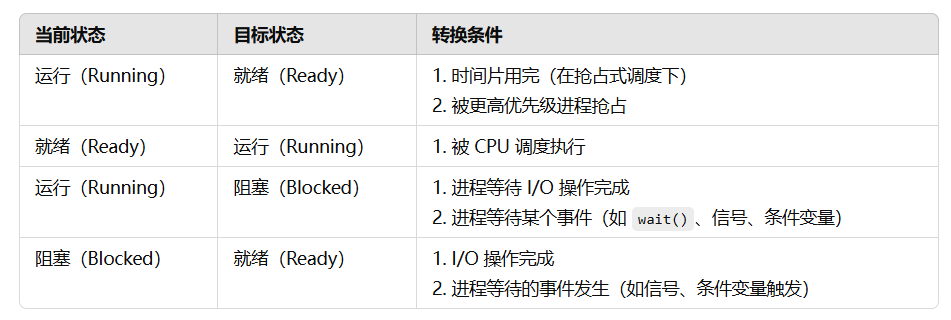 当前状态 目标状态 转换条件
运行（Running） 就绪（Ready） 1. 时间片用完（在抢占式调度下）
2. 被更高优先级进程抢占
就绪（Ready） 运行（Running） 1. 被 CPU 调度执行
运行（Running） 阻塞（Blocked） 1. 进程等待 I/O 操作完成
2. 进程等待某个事件（如 wait()、信号、条件变量）
阻塞（Blocked） 就绪（Ready） 1. I/O 操作完成
2. 进程等待的事件发生（如信号、条件变量触发）